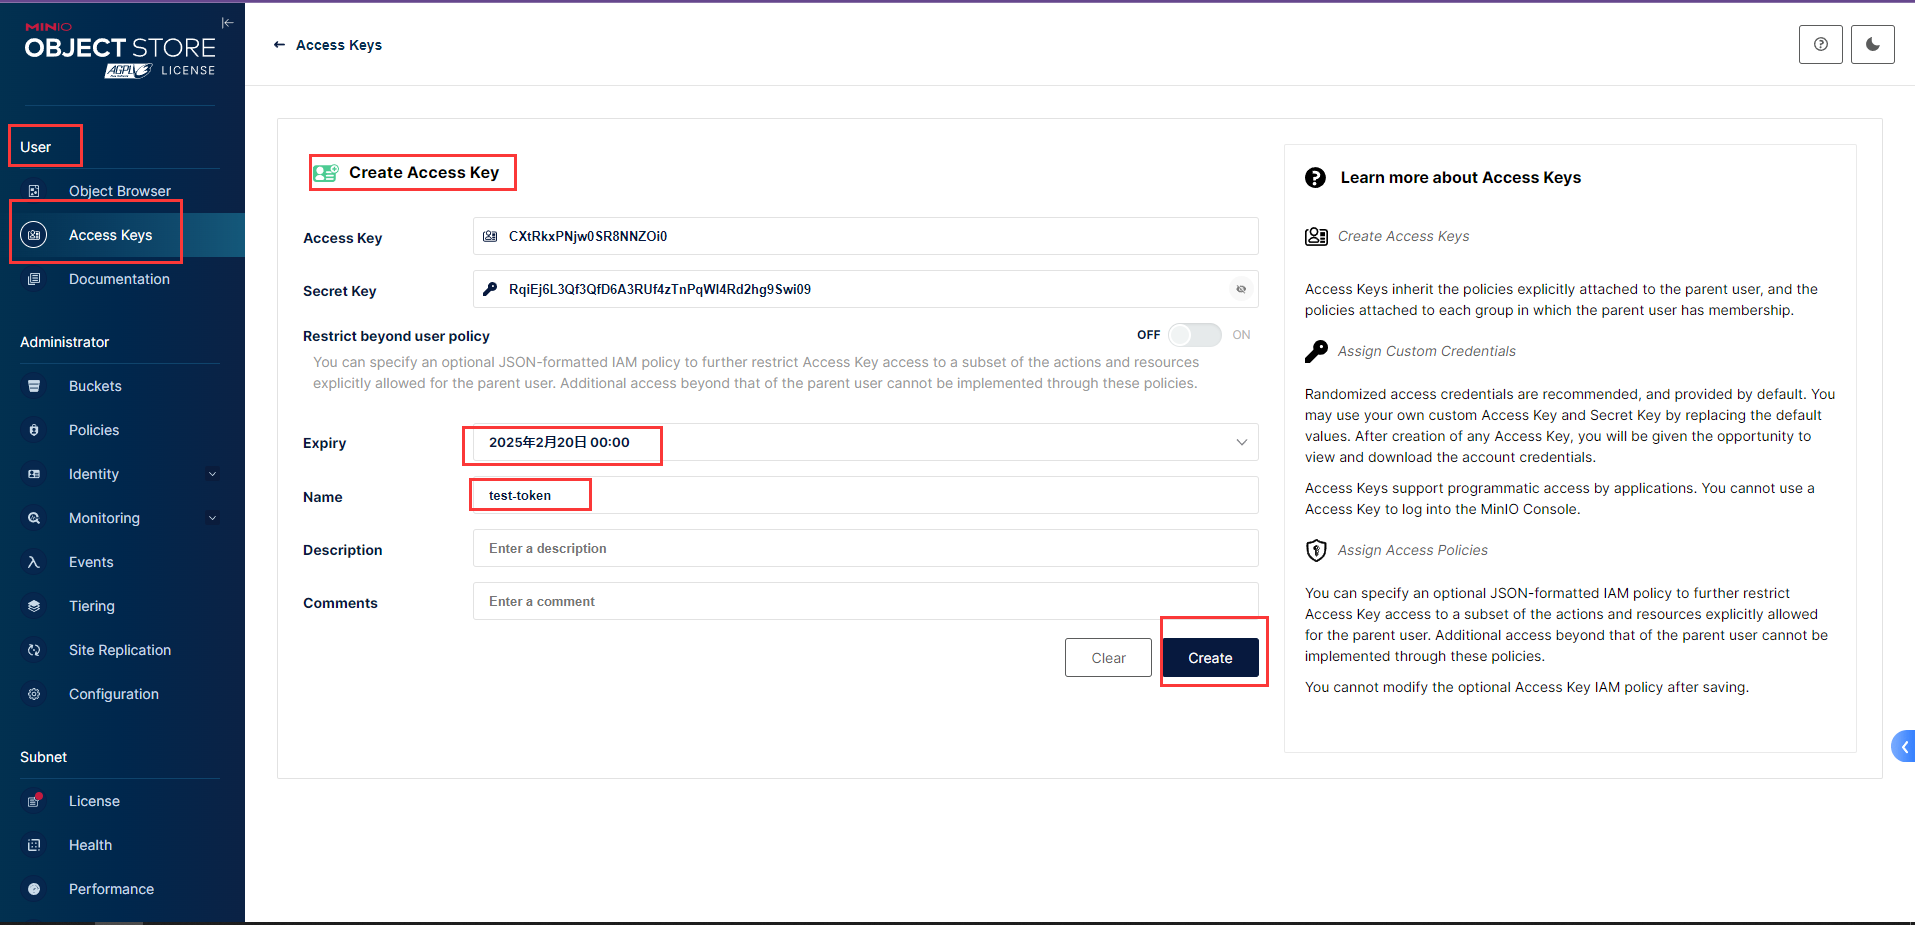 MINIO
OBJECT STORE
AGPLv3 LICENSE
User
Object Browser
Access Keys
Documentation
Administrator
Buckets
Policies
Identity
Monitoring
Events
Tiering
Site Replication
Configuration
Subnet
License
Health
Performance
← Access Keys
Create Access Key
Access Key
CXtRkxPNjw0SR8NNZOi0
Secret Key
RqiEj6L3Qf3QfD6A3RUf4zTnPqWl4Rd2hg9Swi09
Restrict beyond user policy
OFF ON
You can specify an optional JSON-formatted IAM policy to further restrict Access Key access to a subset of the actions and resources
explicitly allowed for the parent user. Additional access beyond that of the parent user cannot be implemented through these policies.
Expiry
2025年2月20日 00:00
Name
test-token
Description
Enter a description
Comments
Enter a comment
Clear
Create
Learn more about Access Keys
Create Access Keys
Access Keys inherit the policies explicitly attached to the parent user, and the
policies attached to each group in which the parent user has membership.
Assign Custom Credentials
Randomized access credentials are recommended, and provided by default. You
may use your own custom Access Key and Secret Key by replacing the default
values. After creation of any Access Key, you will be given the opportunity to
view and download the account credentials.
Access Keys support programmatic access by applications. You cannot use a
Access Key to log into the MinIO Console.
Assign Access Policies
You can specify an optional JSON-formatted IAM policy to further restrict
Access Key access to a subset of the actions and resources explicitly allowed
for the parent user. Additional access beyond that of the parent user cannot be
implemented through these policies.
You cannot modify the optional Access Key IAM policy after saving.